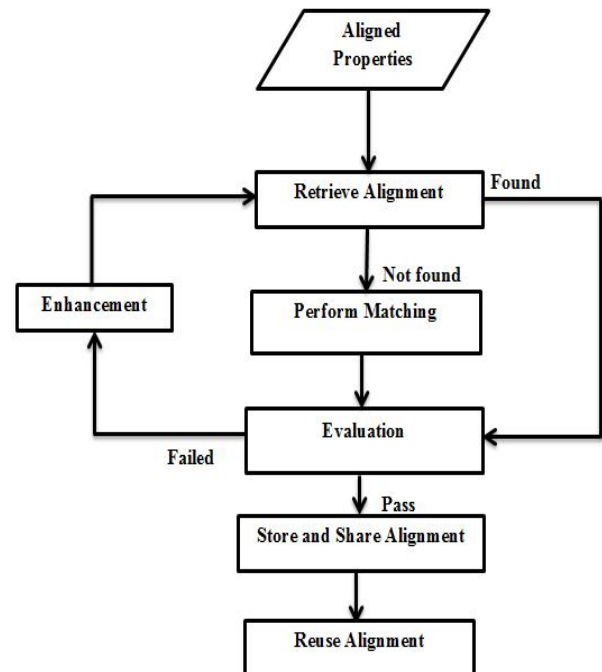 Aligned
Properties
Retrieve Alignment
Found
Not found
Enhancement
Perform Matching
Evaluation
Failed
Pass
Store and Share Alignment
Reuse Alignment